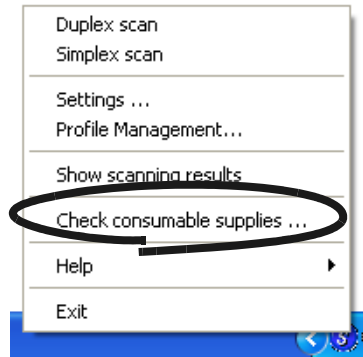 Duplex scan
Simplex scan
Settings ...
Profile Management...
Show scanning results
Check consumable supplies ...
Help
Exit
S